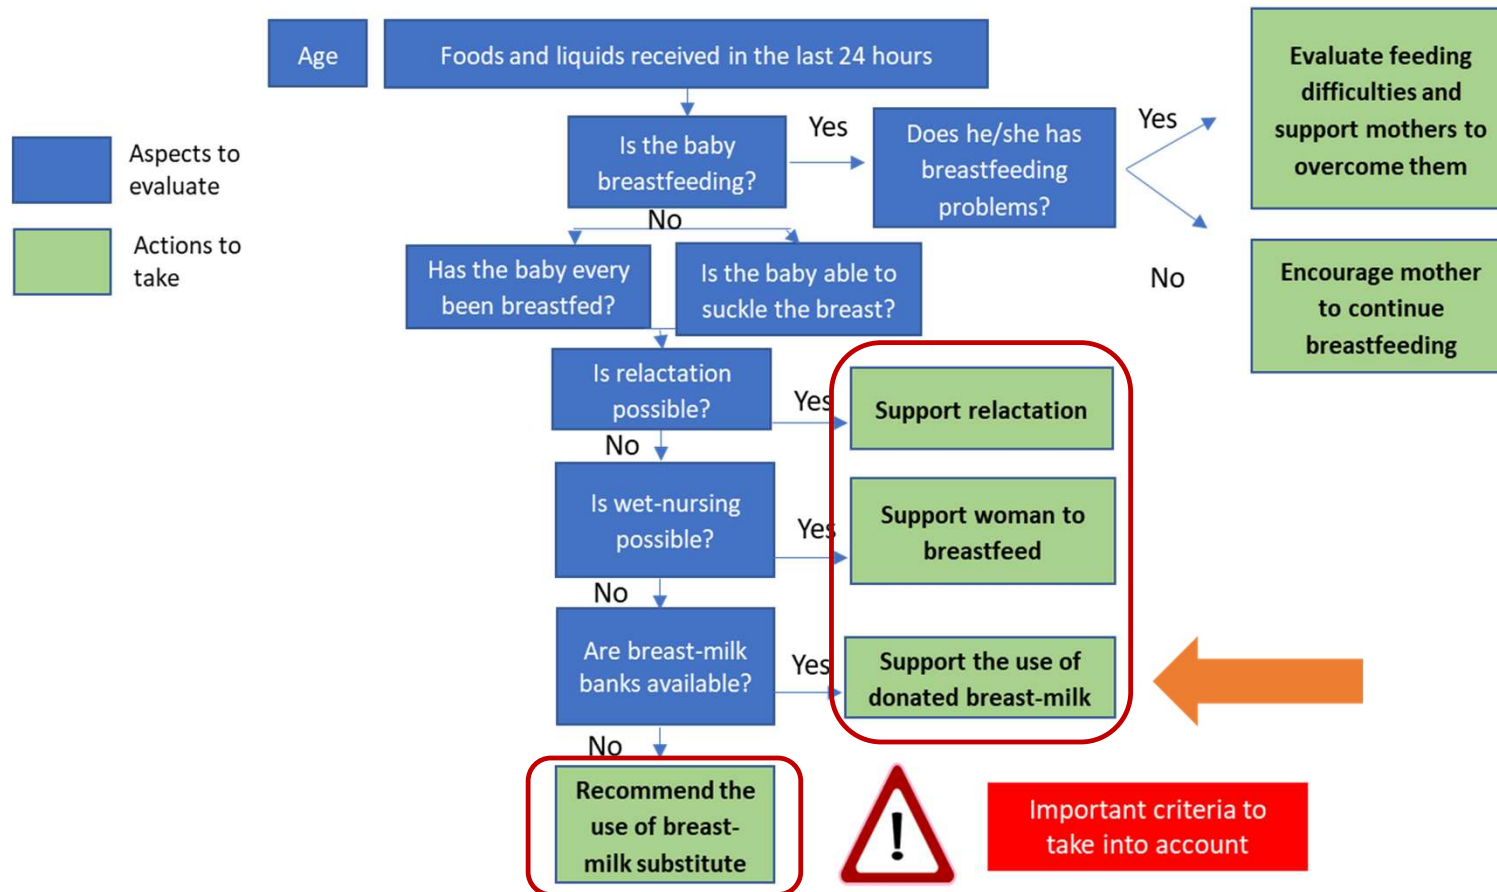 Age
Foods and liquids received in the last 24 hours
Aspects to
evaluate
Actions to
take
Is the baby
breastfeeding?
Yes
Does he/she has
breastfeeding
problems?
Yes
Evaluate feeding
difficulties and
support mothers to
overcome them
No
Encourage mother
to continue
breastfeeding
No
Has the baby every
been breastfed?
Is the baby able to
suckle the breast?
Is relactation
possible?
Yes
Support relactation
No
Is wet-nursing
possible?
Yes
Support woman to
breastfeed
No
Are breast-milk
banks available?
Yes
Support the use of
donated breast-milk
No
Recommend the
use of breast-
milk substitute
!
Important criteria to
take into account